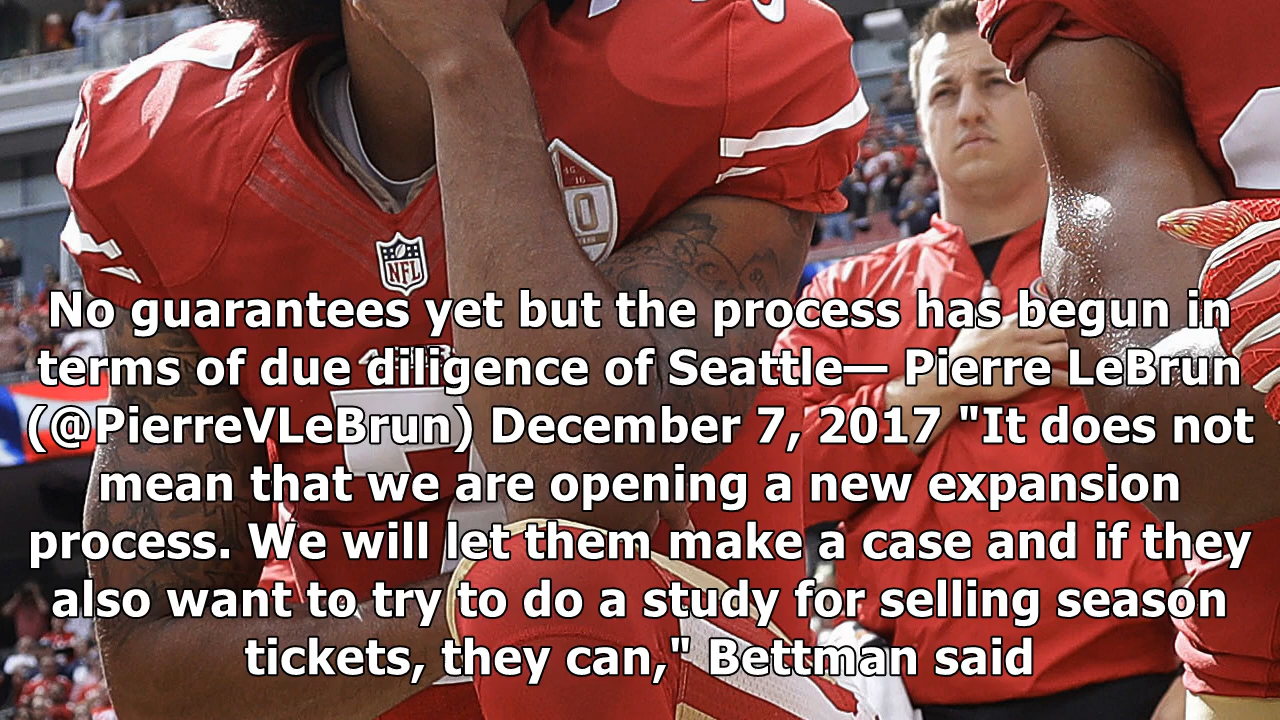 NFL
No guarantees yet but the process has begun in
terms of due diligence of Seattle— Pierre LeBrun
(@PierreVLeBrun) December 7, 2017 "It does not
mean that we are opening a new expansion
process. We will let them make a case and if they
also want to try to do a study for selling season
tickets, they can," Bettman said